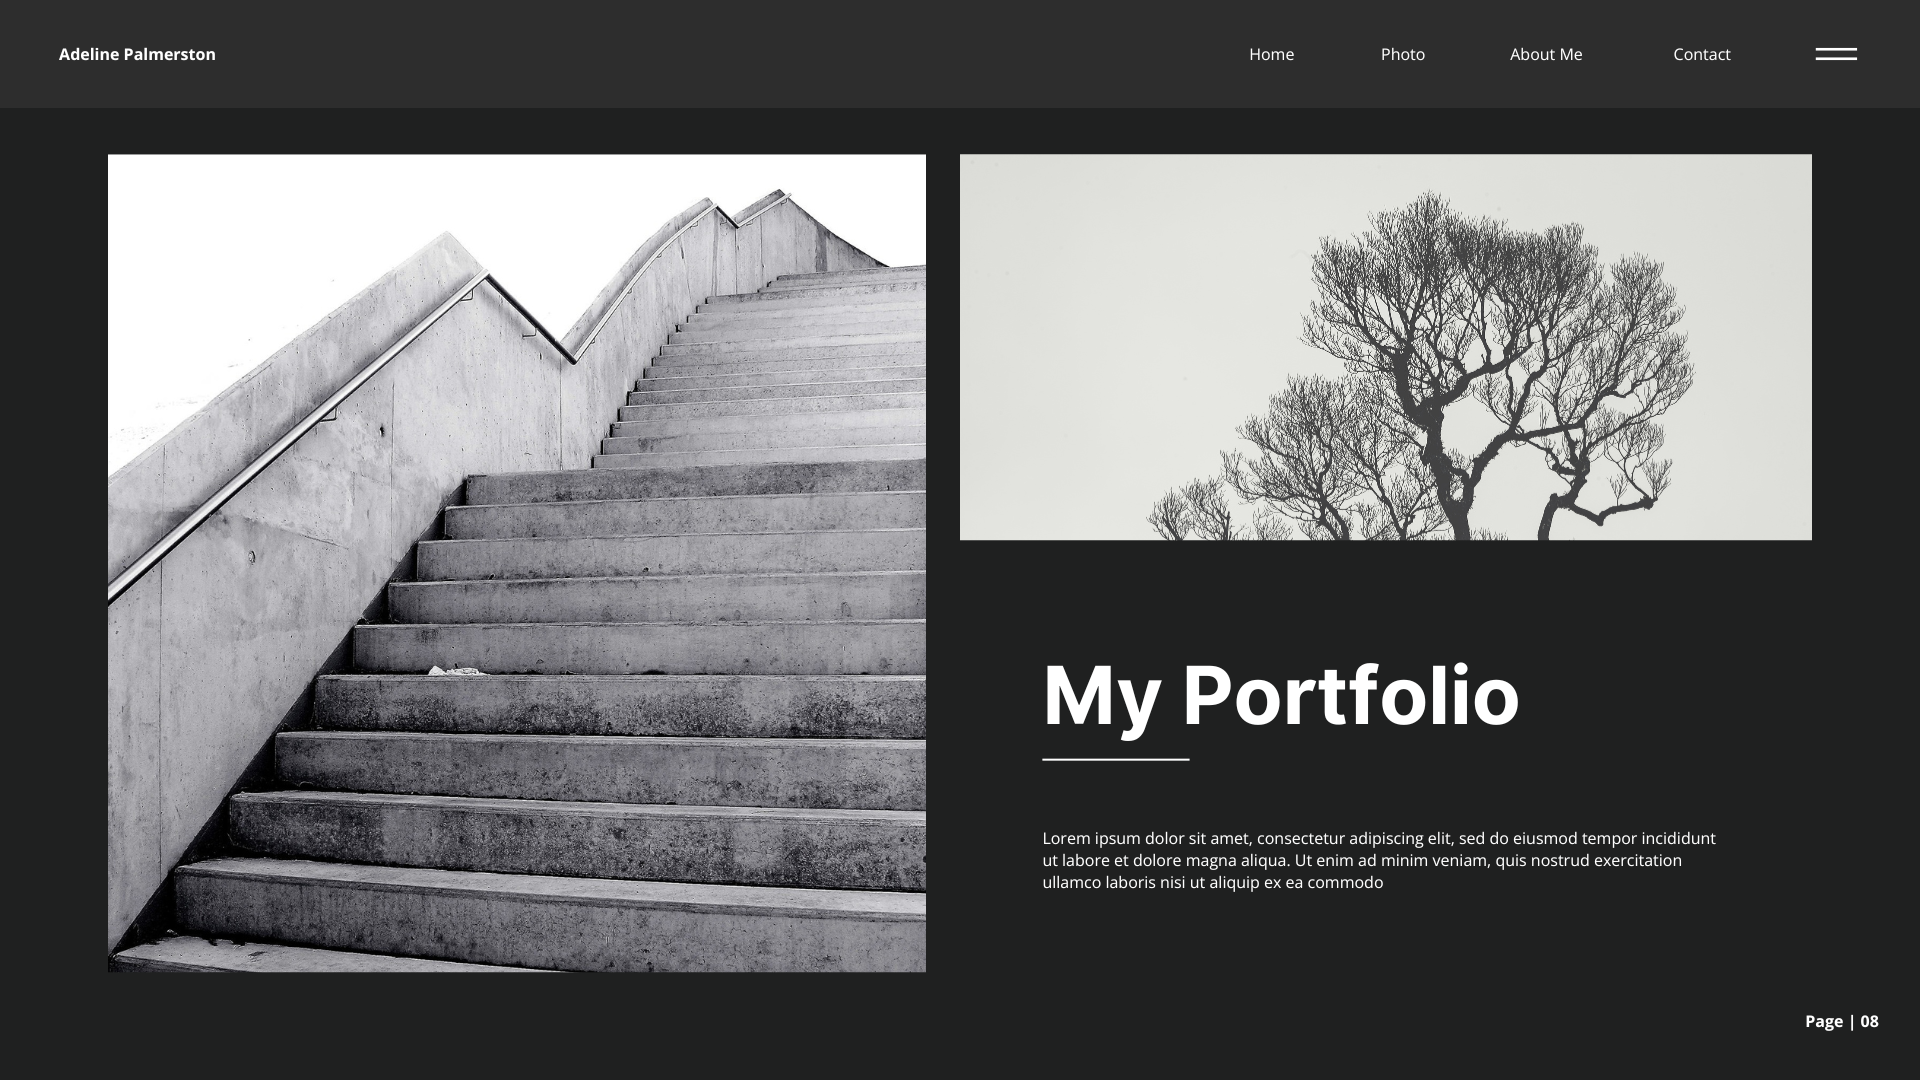 Adeline Palmerston
Home
Photo
About Me
Contact
My Portfolio
Lorem ipsum dolor sit amet, consectetur adipiscing elit, sed do eiusmod tempor incididunt
ut labore et dolore magna aliqua. Ut enim ad minim veniam, quis nostrud exercitation
ullamco laboris nisi ut aliquip ex ea commodo
Page | 08